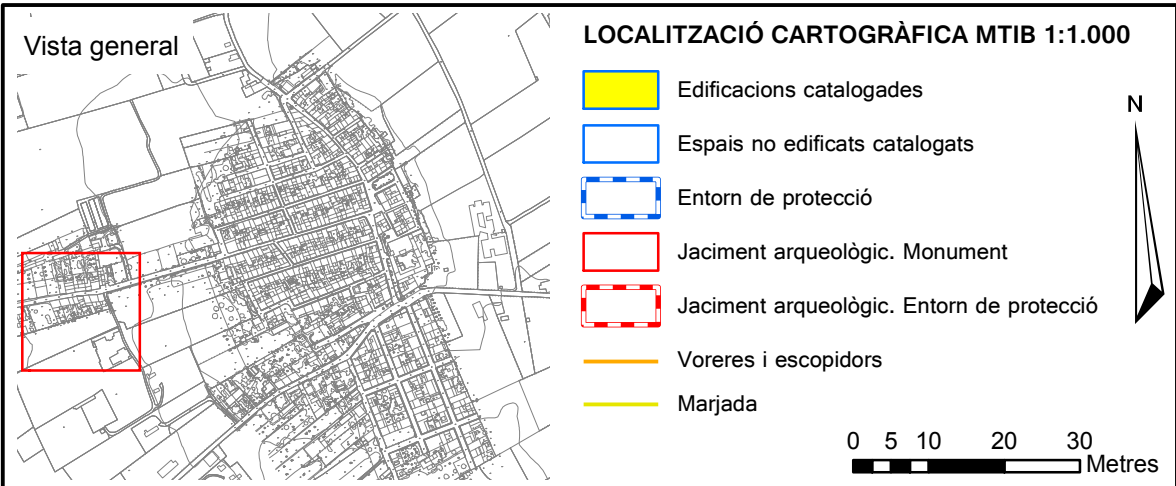 Vista general
LOCALITZACIÓ CARTOGRÀFICA MTIB 1:1.000
Edificacions catalogades
Espais no edificats catalogats
Entorn de protecció
Jaciment arqueològic. Monument
Jaciment arqueològic. Entorn de protecció
Voreres i escopidors
Marjada
N
0 5 10 20 30
Metres